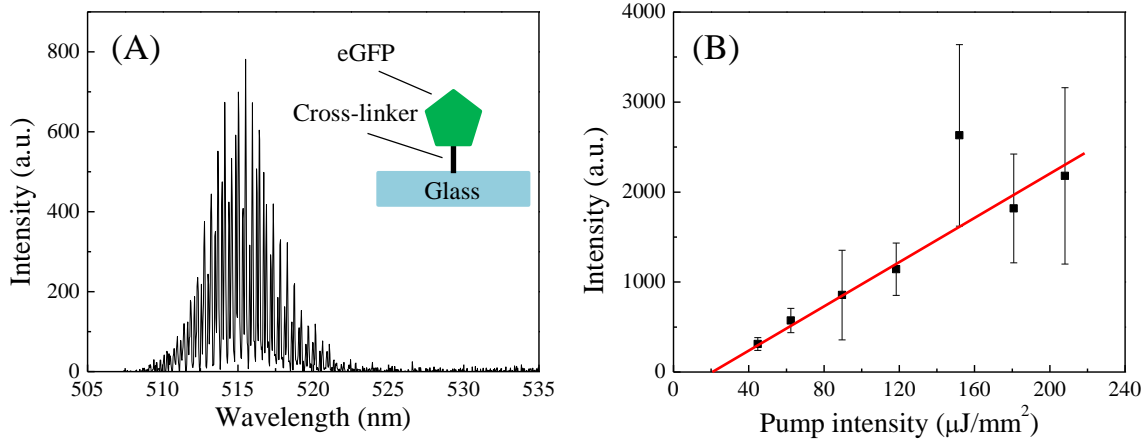 (A)
eGFP
Cross-linker
Glass
Intensity (a.u.)
800
600
400
200
0
505 510 515 520 525 530 535
Wavelength (nm)
(B)
Intensity (a.u.)
4000
3000
2000
1000
0
0 40 80 120 160 200 240
Pump intensity (μJ/mm²)